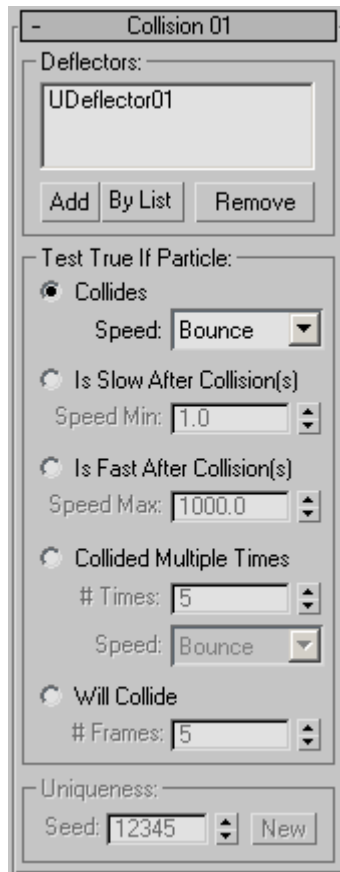 - Collision 01
Deflectors:
UDeflector01
Add By List Remove
Test True If Particle:
Collides
Speed: Bounce
Is Slow After Collision(s)
Speed Min: 1.0
Is Fast After Collision(s)
Speed Max: 1000.0
Collided Multiple Times
# Times: 5
Speed: Bounce
Will Collide
# Frames: 5
Uniqueness:
Seed: 12345 New